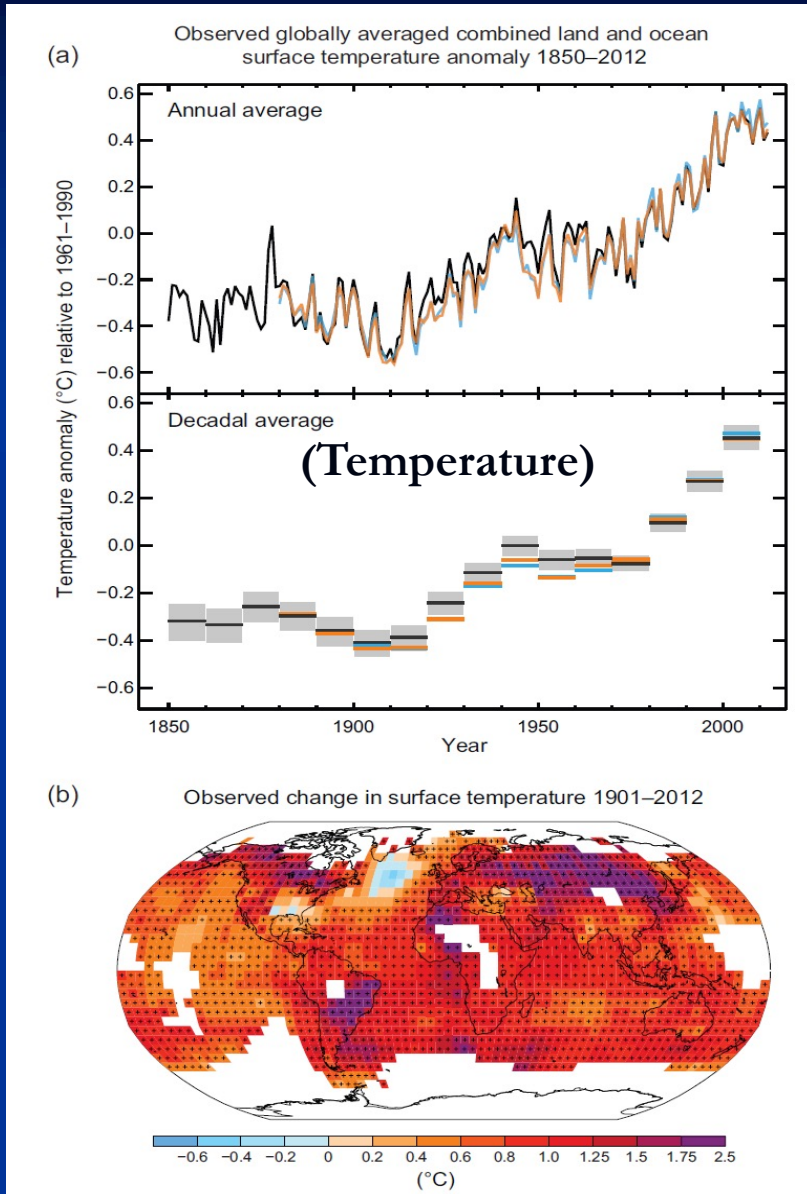 Observed globally averaged combined land and ocean
(a) surface temperature anomaly 1850–2012
Annual average
0.6
0.4
0.2
0.0
−0.2
−0.4
−0.6
Temperature anomaly (°C) relative to 1961–1990
Decadal average
(Temperature)
0.6
0.4
0.2
0.0
−0.2
−0.4
−0.6
1850 1900 1950 2000
Year
(b) Observed change in surface temperature 1901–2012
−0.6 −0.4 −0.2 0 0.2 0.4 0.6 0.8 1.0 1.25 1.5 1.75 2.5
(°C)